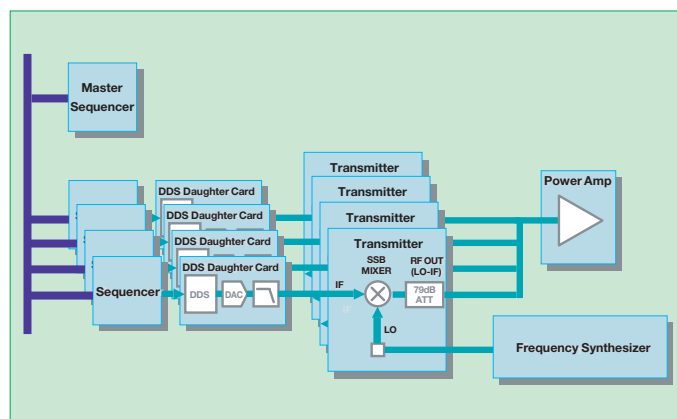 Master
Sequencer
Transmitter
Transmitter
Transmitter
Transmitter
Power Amp
DDS Daughter Card
DDS Daughter Card
DDS Daughter Card
DDS Daughter Card
SSB
MIXER
RF OUT
(LO-IF)
Sequencer
DDS
DAC
IF
IF
79dB
ATT
LO
Frequency Synthesizer